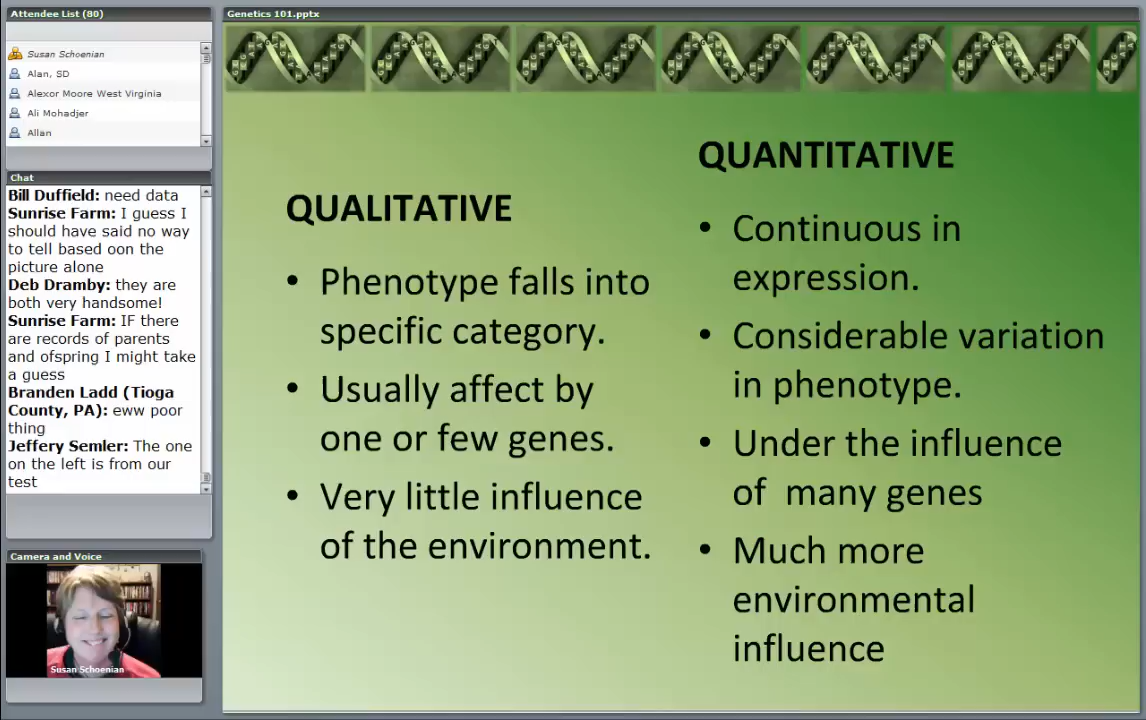 Attendee List (80)
Susan Schoenian
Alan, SD
Alexor Moore West Virginia
Ali Mohadjer
Allan
Chat
Bill Duffield: need data
Sunrise Farm: I guess I
should have said no way
to tell based oon the
picture alone
Deb Dramby: they are
both very handsome!
Sunrise Farm: IF there
are records of parents
and ofspring I might take
a guess
Branden Ladd (Tioga
County, PA): eww poor
thing
Jeffery Semler: The one
on the left is from our
test
Camera and Voice
Susan Schoenian
Genetics 101.pptx
QUALITATIVE
• Phenotype falls into
specific category.
• Usually affect by
one or few genes.
• Very little influence
of the environment.
QUANTITATIVE
• Continuous in
expression.
• Considerable variation
in phenotype.
• Under the influence
of  many genes
• Much more
environmental
influence